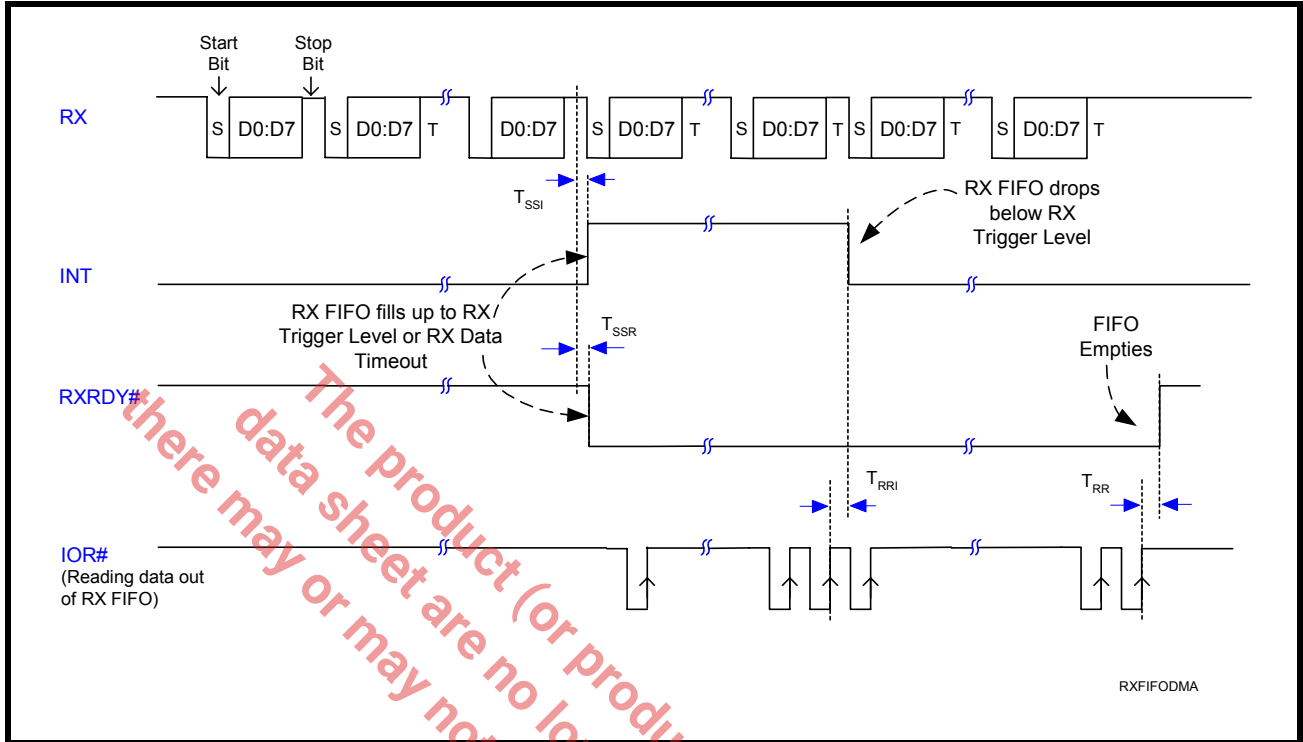 Start
Bit
Stop
Bit
RX
S D0:D7 S D0:D7 T D0:D7 S D0:D7 T S D0:D7 T S D0:D7 T S D0:D7 T
TSSI
RX FIFO drops
below RX
Trigger Level
INT
RX FIFO fills up to RX
Trigger Level or RX Data
Timeout
TSSR
FIFO
Empties
RXRDY#
TRRI
TRR
IOR#
(Reading data out
of RX FIFO)
RXFIFODMA
The product (or produ
data sheet are no lo
there may or may not